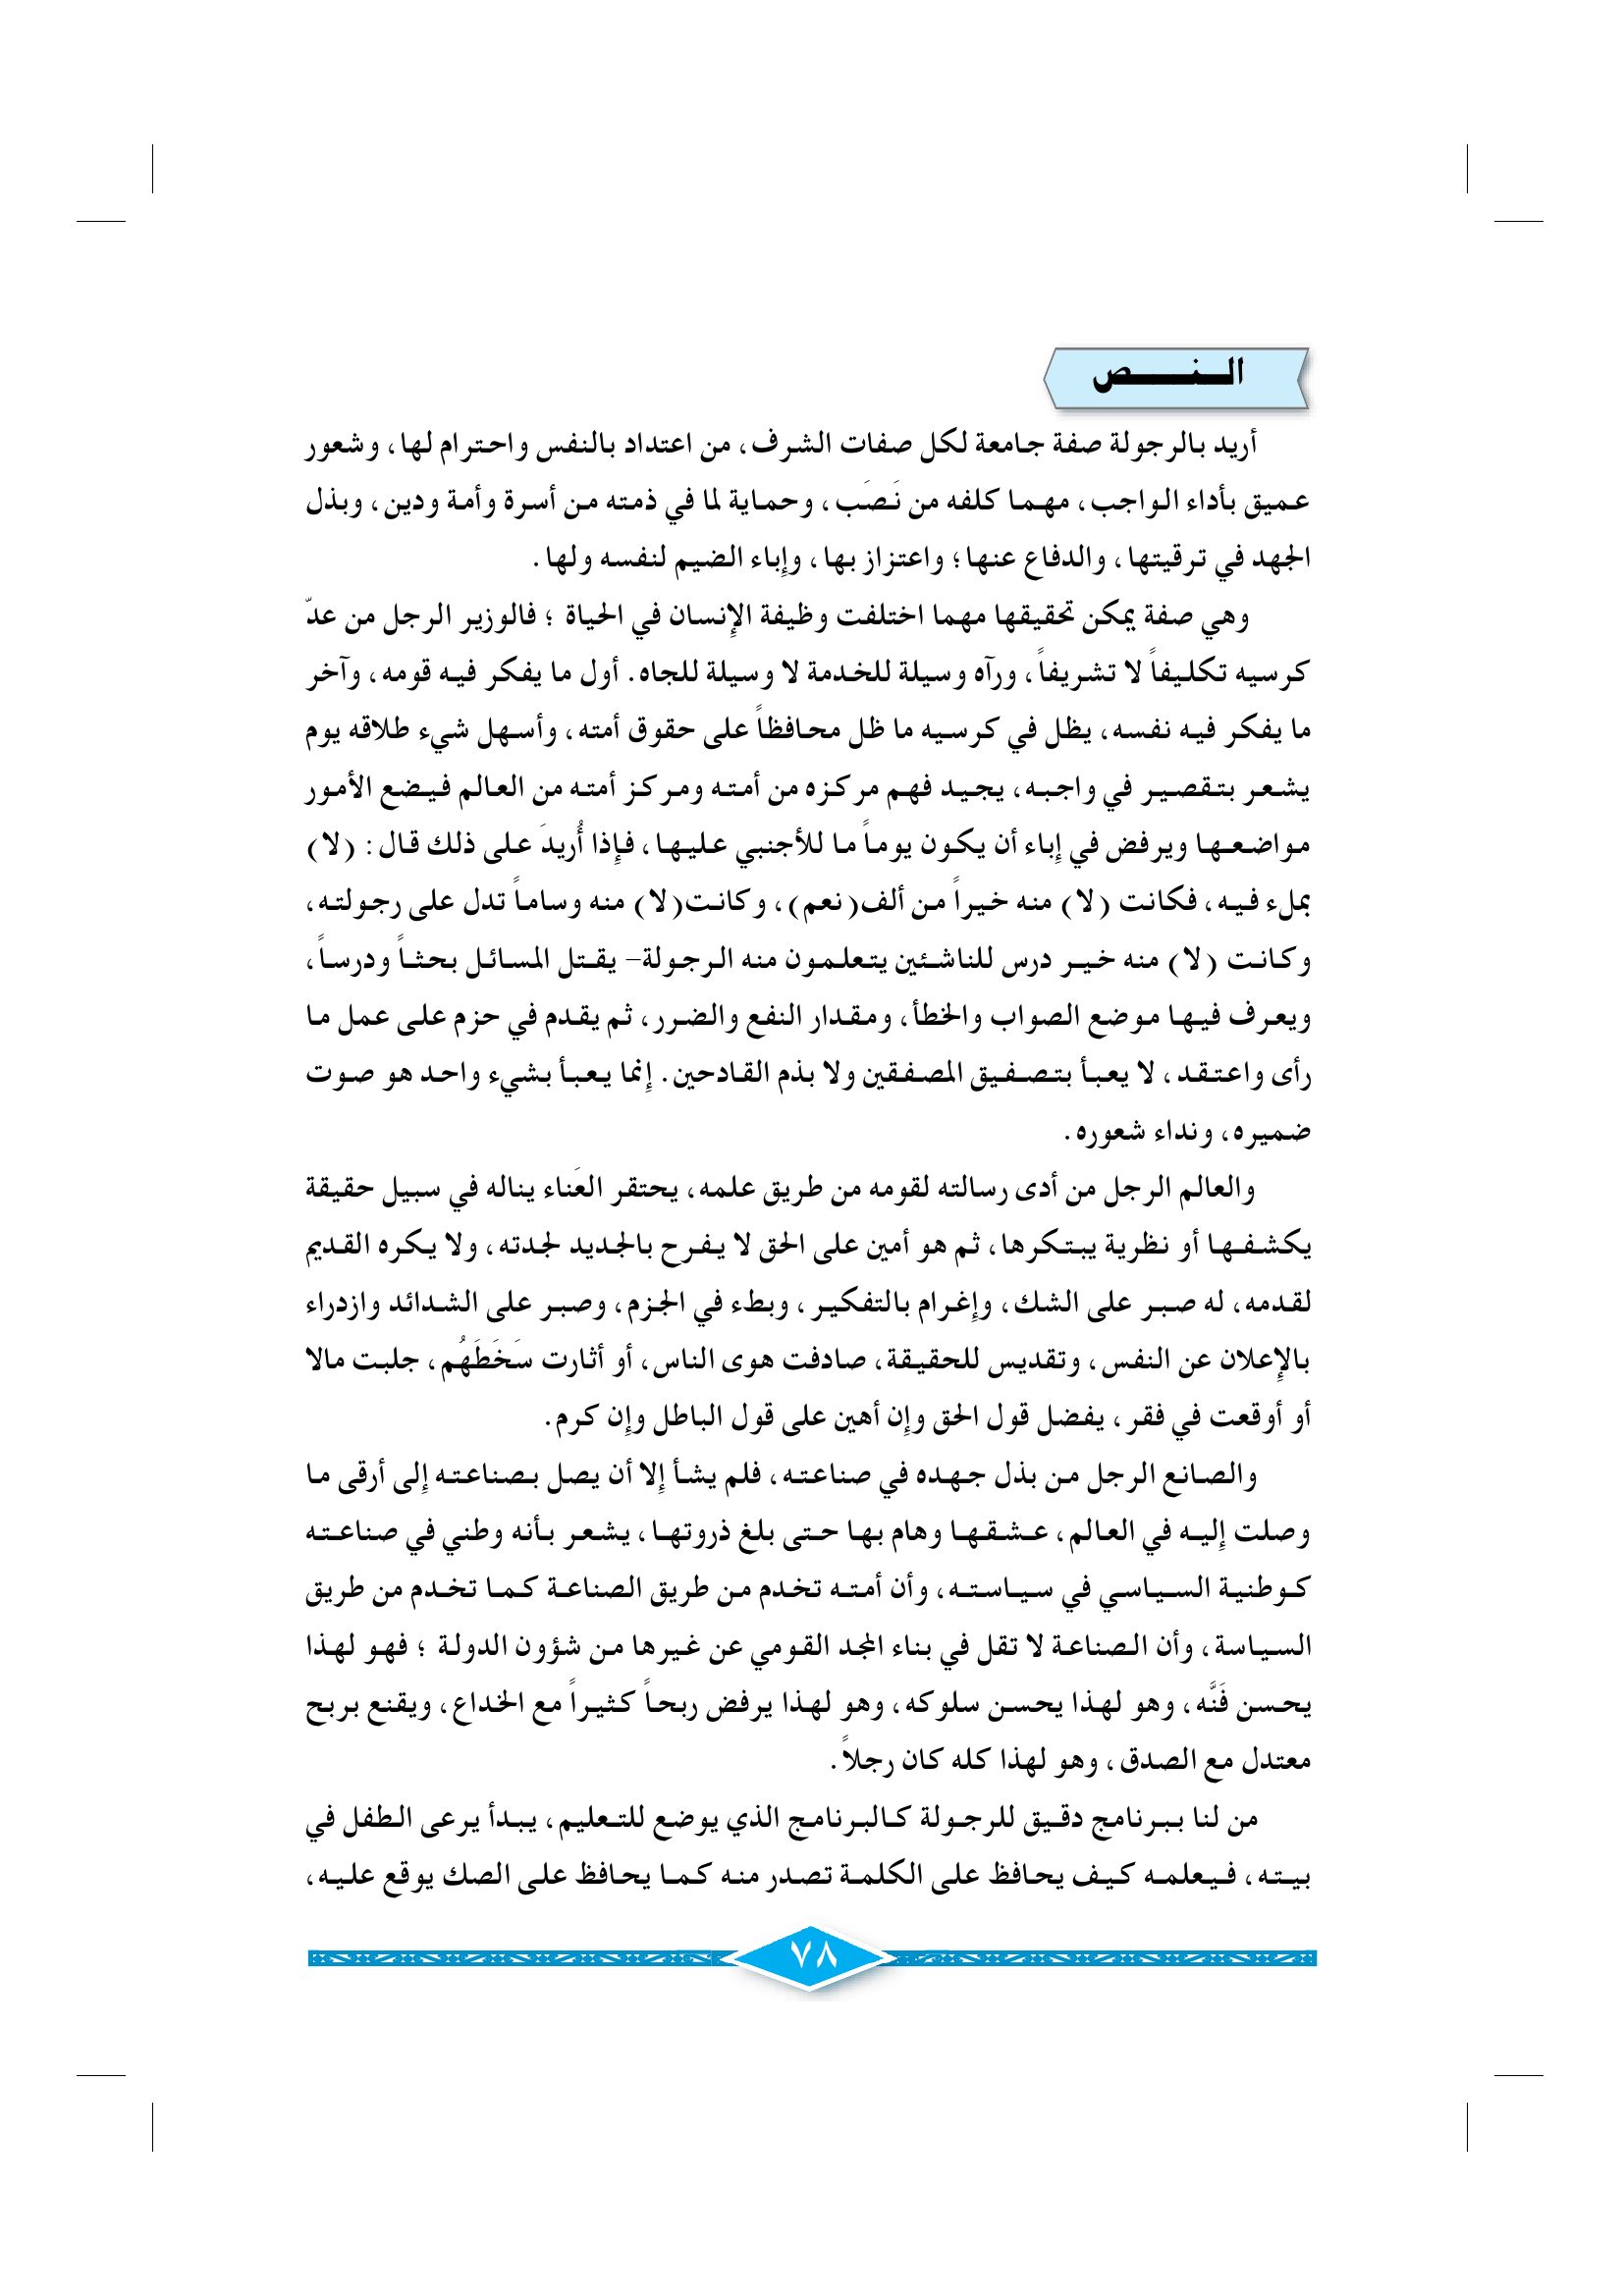 النص
أريد بالرجولة صفة جامعة لكل صفات الشرف، من اعتداد بالنفس واحترام لها، وشعور
عميق بأداء الواجب، مهما كلفه من نَصَب، وحماية لما في ذمته من أسرة وأمة ودين، وبذل
الجهد في ترقيتها، والدفاع عنها؛ واعتزاز بها، وإباء الضيم لنفسه ولها.
وهي صفة يمكن تحقيقها مهما اختلفت وظيفة الإنسان في الحياة ؛ فالوزير الرجل من عدّ
كرسيه تكليفاً لا تشريفاً، ورآه وسيلة للخدمة لا وسيلة للجاه. أول ما يفكر فيه قومه، وآخر
ما يفكر فيه نفسه، يظل في كرسيه ما ظل محافظاً على حقوق أمته، وأسهل شيء طلاقه يوم
يشعر بتقصير في واجبه، يجيد فهم مركزه من أمته ومركز أمته من العالم فيضع الأمور
مواضعها ويرفض في إباء أن يكون يوماً ما للأجنبي عليها، فإذا أُريدَ على ذلك قال: (لا)
بملء فيه، فكانت (لا) منه خيراً من ألف(نعم)، وكانت(لا) منه وساماً تدل على رجولته،
وكانت (لا) منه خير درس للناشئين يتعلمون منه الرجولة– يقتل المسائل بحثاً ودرساً،
ويعرف فيها موضع الصواب والخطأ، ومقدار النفع والضرر، ثم يقدم في حزم على عمل ما
رأى واعتقد، لا يعبأ بتصفيق المصفقين ولا بذم القادحين. إنما يعبأ بشيء واحد هو صوت
ضميره، ونداء شعوره.
والعالم الرجل من أدى رسالته لقومه من طريق علمه، يحتقر العَناء يناله في سبيل حقيقة
يكشفها أو نظرية يبتكرها، ثم هو أمين على الحق لا يفرح بالجديد لجدته، ولا يكره القديم
لقدمه، له صبر على الشك، وإغرام بالتفكير، وبطء في الجزم، وصبر على الشدائد وازدراء
بالإعلان عن النفس، وتقديس للحقيقة، صادفت هوى الناس، أو أثارت سَخَطَهُم، جلبت مالا
أو أوقعت في فقر، يفضل قول الحق وإن أهين على قول الباطل وإن كرم.
والصانع الرجل من بذل جهده في صناعته، فلم يشأ إلا أن يصل بصناعته إلى أرقى ما
وصلت إليه في العالم، عشقها وهام بها حتى بلغ ذروتها، يشعر بأنه وطني في صناعته
كوطنية السياسي في سياسته، وأن أمته تخدم من طريق الصناعة كما تخدم من طريق
السياسة، وأن الصناعة لا تقل في بناء المجد القومي عن غيرها من شؤون الدولة ؛ فهو لهذا
يحسن فَنَّه، وهو لهذا يحسن سلوكه، وهو لهذا يرفض ربحاً كثيراً مع الخداع، ويقنع بربح
معتدل مع الصدق، وهو لهذا كله كان رجلاً.
من لنا ببرنامج دقيق للرجولة كالبرنامج الذي يوضع للتعليم، يبدأ يرعى الطفل في
بيته، فيعلمه كيف يحافظ على الكلمة تصدر منه كما يحافظ على الصك يوقع عليه،
٧٨